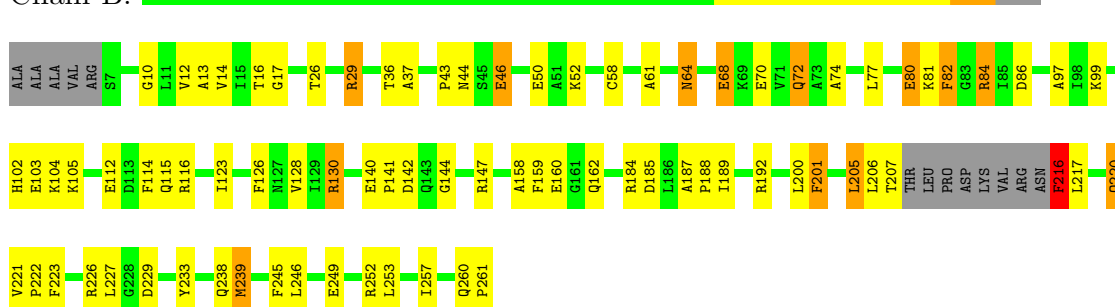 Chain B:
ALA ALA ALA VAL ARG S7 G10 L11 V12 A13 V14 I15 T16 G17 T26 R29 T36 A37 P43 N44 S45 E46 E50 A51 K52 C58 A61 N64 E68 K69 E70 V71 Q72 A73 A74 L77 E80 K81 F82 G83 R84 I85 D86 A97 I98 K99
H102 E103 K104 K105 E112 D113 F114 Q115 R116 I123 F126 N127 V128 I129 R130 E140 P141 D142 Q143 G144 R147 A158 F159 E160 G161 Q162 R184 D185 L186 A187 P188 I189 R192 L200 F201 L205 L206 T207 THR LEU PRO ASP LYS VAL ARG ASN F216 L217
V221 P222 F223 R226 L227 G228 D229 Y233 Q238 M239 F245 L246 E249 R252 L253 I257 Q260 P261